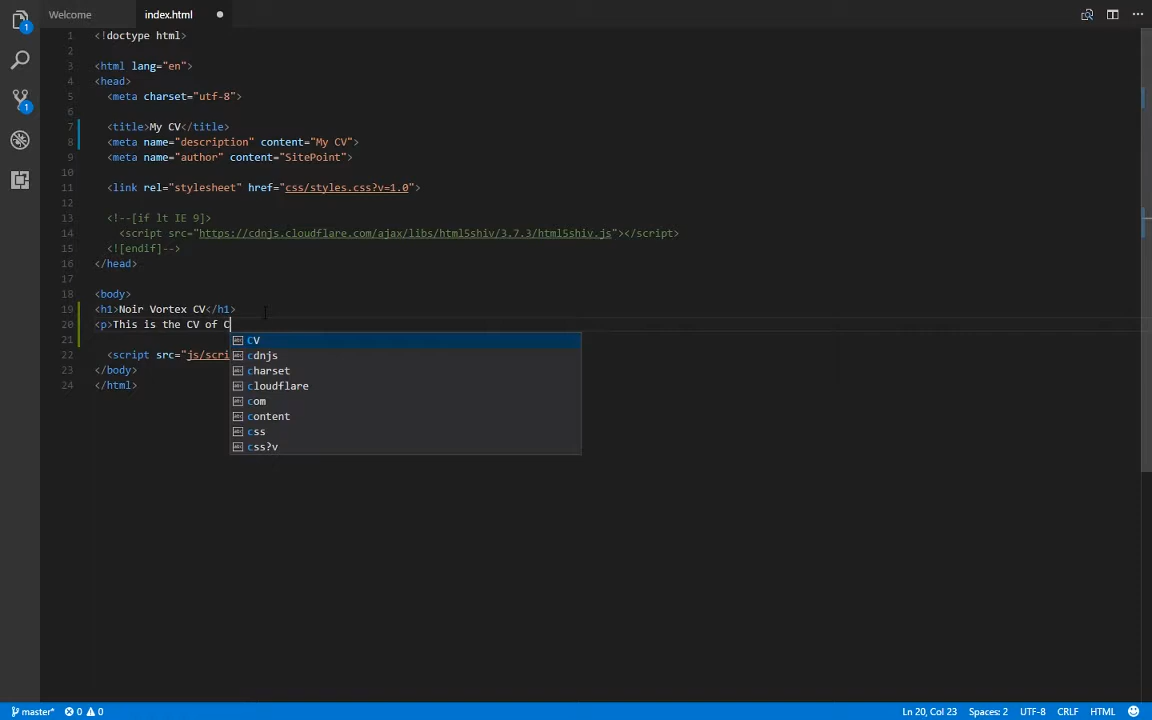 Welcome
index.html
1
1
1 <!doctype html>
2
3 <html lang="en">
4 <head>
5 <meta charset="utf-8">
6
7 <title>My CV</title>
8 <meta name="description" content="My CV">
9 <meta name="author" content="SitePoint">
10
11 <link rel="stylesheet" href="css/styles.css?v=1.0">
12
13 <!--[if lt IE 9]>
14 <script src="https://cdnjs.cloudflare.com/ajax/libs/html5shiv/3.7.3/html5shiv.js"></script>
15 <![endif]-->
16 </head>
17
18 <body>
19 <h1>Noir Vortex CV</h1>
20 <p>This is the CV of C
21
CV
22 <script src="js/scri
cdnjs
23 </body>
charset
24 </html>
cloudflare
com
content
css
css?v
master* 0 0 Ln 20, Col 23 Spaces: 2 UTF-8 CRLF HTML